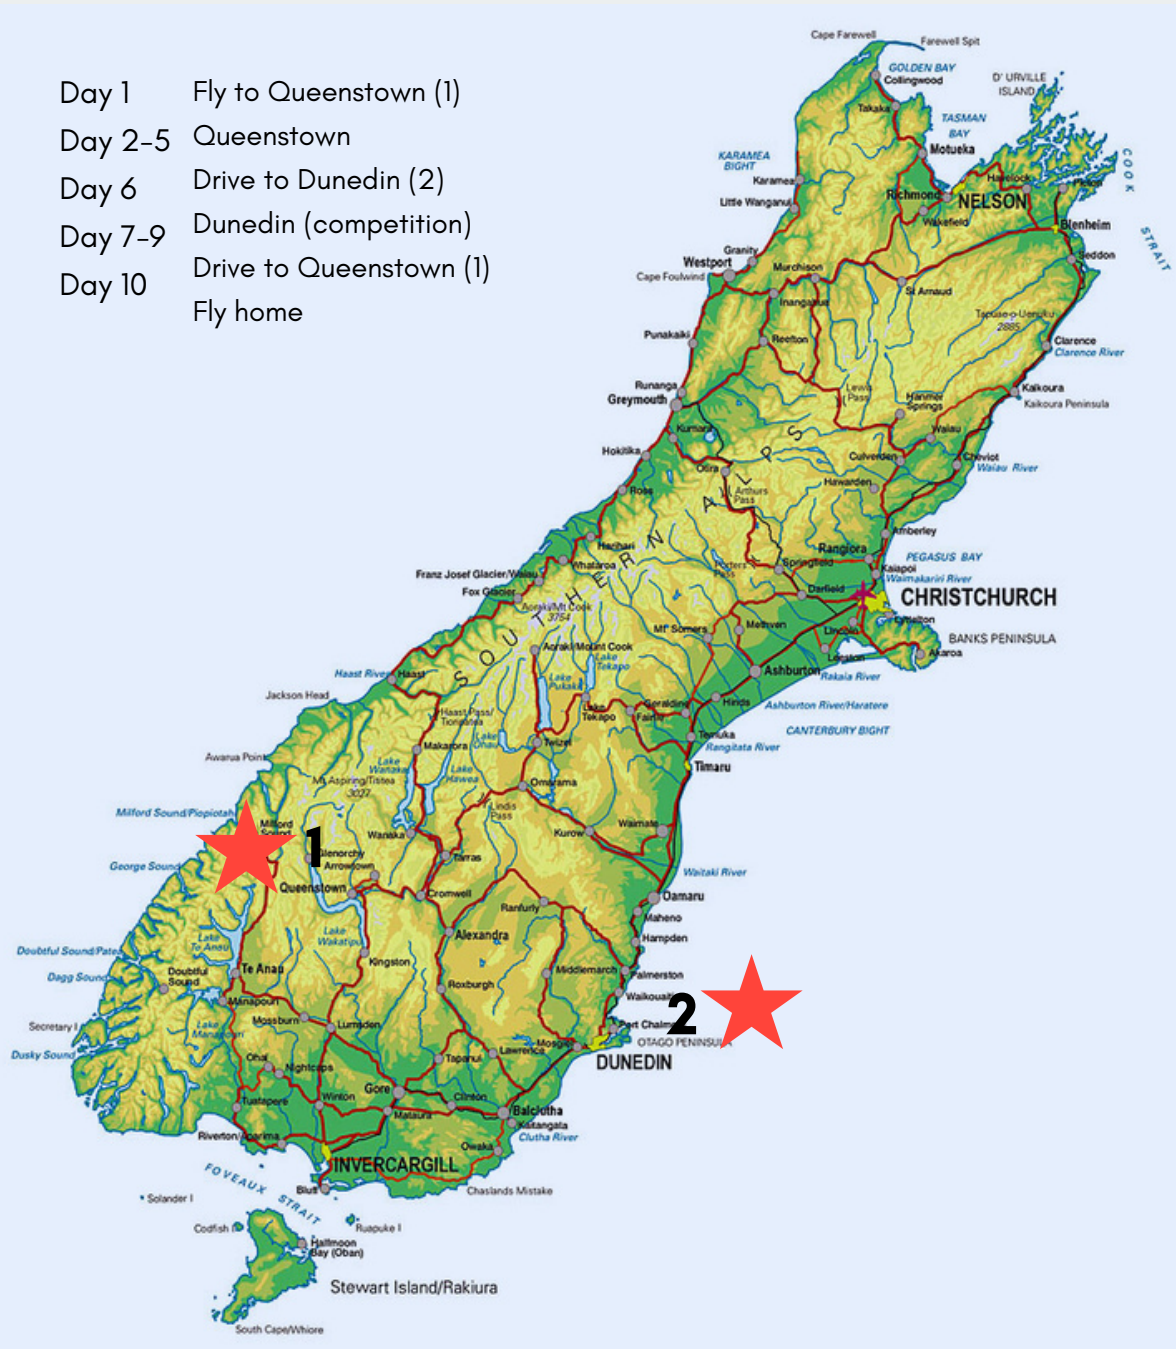 Day 1 Fly to Queenstown (1)
Day 2-5 Queenstown
Day 6 Drive to Dunedin (2)
Day 7-9 Dunedin (competition)
Day 10 Drive to Queenstown (1)
Fly home
Cape Farewell
Farewell Spit
GOLDEN BAY
Collingwood
D' URVILLE
ISLAND
Takaka
TASMAN
BAY
Motueka
COOK
STRAIT
KARAMEA
BIGHT
Karamea
Little Wanganui
Richmond
NELSON
Havelock
Picton
Wakefield
Blenheim
Seddon
Granity
Westport
Cape Foulwind
Murchison
St Arnaud
Inangahua
Tapuae-o-Uenuku
2885
Punakaiki
Reefton
Clarence
Clarence River
Runanga
Greymouth
Lewis
Pass
Hanmer
Springs
Kaikoura
Kaikoura Peninsula
Kumara
Waiau
Hokitika
Otira
Culverden
Cheviot
Waiau River
Ross
Arthurs
Pass
Hawarden
SOUTHERN ALPS
Amberley
Harihari
Rangiora
PEGASUS BAY
Whataroa
Porters
Pass
Springfield
Kaiapoi
Waimakariri River
Franz Josef Glacier/Waiau
Fox Glacier
Darfield
CHRISTCHURCH
Aoraki/Mt Cook
3754
Mt Somers
Methven
Lincoln
Lyttelton
BANKS PENINSULA
Aoraki/Mount Cook
Leeston
Akaroa
Lake
Tekapo
Haast River
Haast
Lake
Pukaki
Ashburton
Rakaia River
Jackson Head
Haast Pass/
Tioripatea
Lake
Tekapo
Fairlie
Geraldine
Hinds
Ashburton River/Haratere
CANTERBURY BIGHT
Makarora
Lake
Ohau
Twizel
Temuka
Rangitata River
Awarua Point
Lake
Wanaka
Lake
Hawea
Timaru
Mt Aspiring/Tititea
3027
Omarama
Lindis
Pass
Milford Sound/Piopiotahi
Milford
Sound
1
Wanaka
Kurow
Waimate
George Sound
Glenorchy
Arrowtown
Tarras
Waitaki River
Queenstown
Cromwell
Oamaru
Ranfurly
Maheno
Lake
Te Anau
Lake
Wakatipu
Alexandra
Hampden
Doubtful Sound/Patea
Dagg Sound
Doubtful
Sound
Te Anau
Kingston
Middlemarch
Palmerston
Roxburgh
Waikouaiti
2
Manapouri
Mossburn
Lumsden
Secretary I
Lake
Manapouri
Port Chalmers
OTAGO PENINSULA
Mosgiel
DUNEDIN
Dusky Sound
Ohai
Nightcaps
Tapanui
Lawrence
Gore
Clinton
Tuatapere
Winton
Mataura
Balclutha
Kaitangata
Clutha River
Riverton/Aparima
Owaka
INVERCARGILL
FOVEAUX STRAIT
Bluff
Chaslands Mistake
Solander I
Codfish I
Ruapuke I
Halfmoon
Bay (Oban)
Stewart Island/Rakiura
South Cape/Whiore